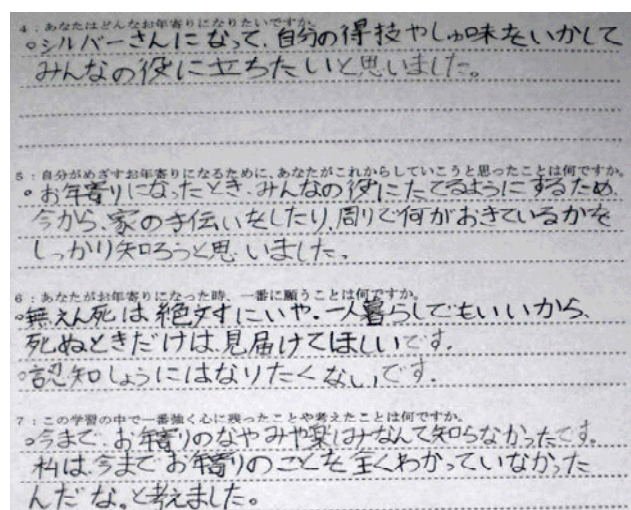 4：あなたはどんなお年寄りになりたいですか。
○シルバーさんになって、自分の得技やしゅ味をいかして
みんなの役に立ちたいと思いました。
5：自分がめざすお年寄りになるために、あなたがこれからしていこうと思ったことは何ですか。
○お年寄りになったとき、みんなの役にたてるようにするため、
今から、家の手伝いをしたり、周りで何がおきているかを
しっかり知ろうと思いました。
6：あなたがお年寄りになった時、一番に願うことは何ですか。
○無えん死は絶対にいや。一人暮らしでもいいから、
死ぬときだけは見届けてほしいです。
○認知しょうにはなりたくないです。
7：この学習の中で一番強く心に残ったことや考えたことは何ですか。
○今まで、お年寄りのなやみや楽しみなんて知らなかったです。
私は、今までお年寄りのことを全くわかっていなかった
んだな。と考えました。